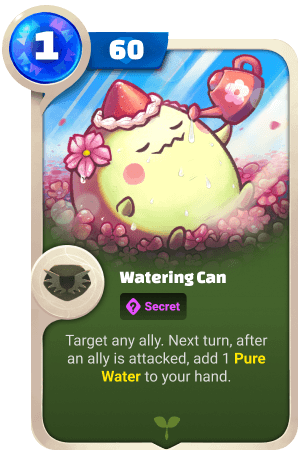 1
60
Watering Can
Secret
Target any ally. Next turn, after
an ally is attacked, add 1 Pure
Water to your hand.